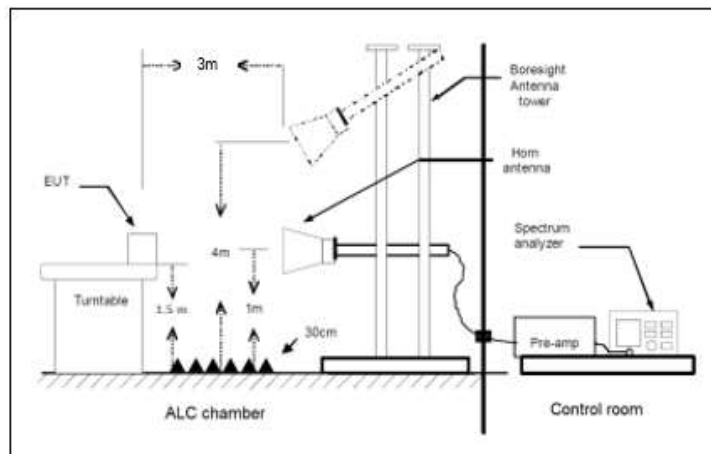 3m
Boresight
Antenna
tower
Horn
antenna
EUT
Spectrum
analyzer
4m
Turntable
1.5 m
1m
30cm
Pre-amp
ALC chamber
Control room